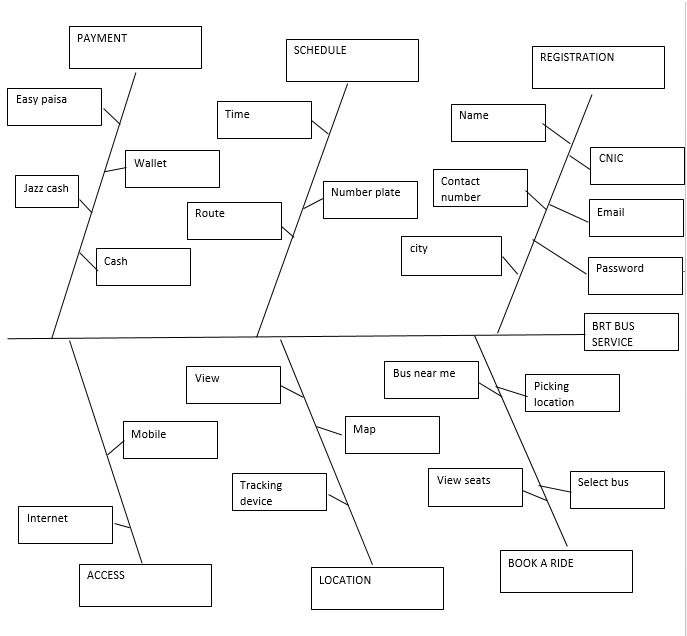 PAYMENT
SCHEDULE
REGISTRATION
Easy paisa
Time
Name
Wallet
CNIC
Jazz cash
Number plate
Contact
number
Route
Email
Cash
city
Password
BRT BUS
SERVICE
View
Bus near me
Picking
location
Mobile
Map
Tracking
device
View seats
Select bus
Internet
ACCESS
LOCATION
BOOK A RIDE